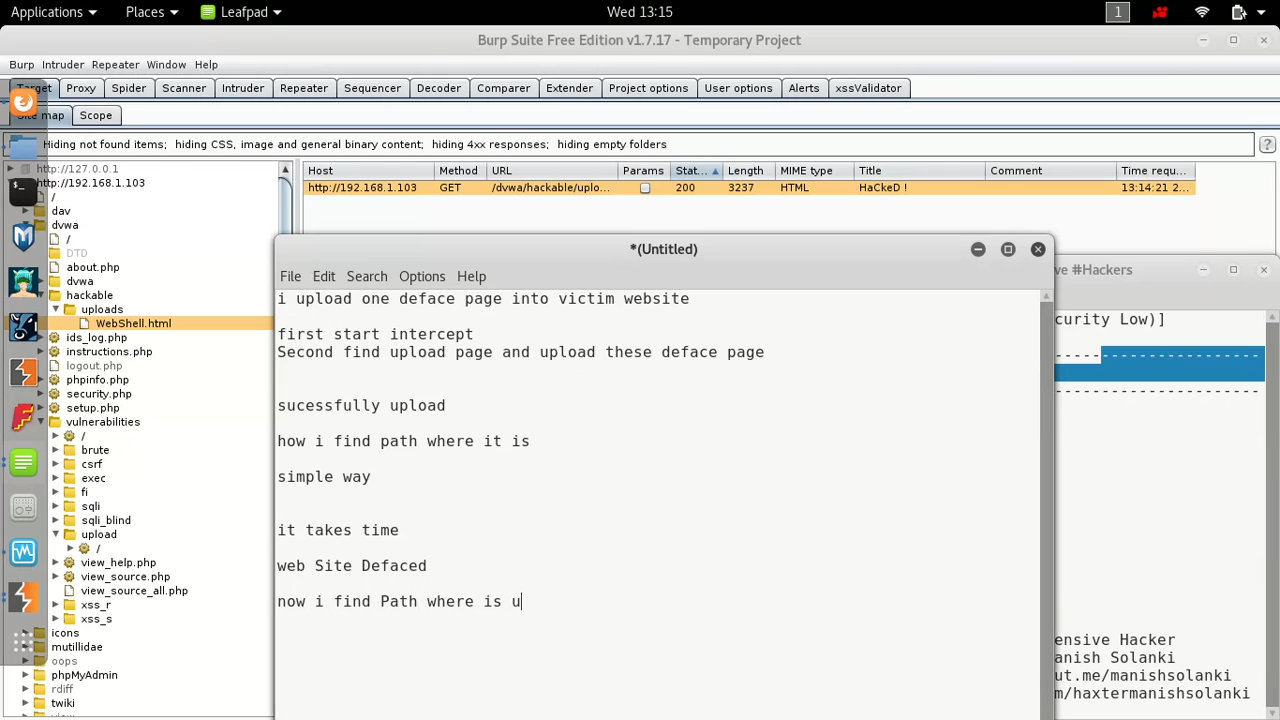 Applications Places Leafpad Wed 13:15 1
Burp Suite Free Edition v1.7.17 - Temporary Project
Burp Intruder Repeater Window Help
Target Proxy Spider Scanner Intruder Repeater Sequencer Decoder Comparer Extender Project options User options Alerts xssValidator
Site map Scope
Hiding not found items; hiding CSS, image and general binary content; hiding 4xx responses; hiding empty folders ?
http://127.0.0.1
http://192.168.1.103
/
dav
dvwa
/
DTD
about.php
dvwa
hackable
uploads
WebShell.html
ids_log.php
instructions.php
logout.php
phpinfo.php
security.php
setup.php
vulnerabilities
/
brute
csrf
exec
fi
sqli
sqli_blind
upload
/
view_help.php
view_source.php
view_source_all.php
xss_r
xss_s
icons
mutillidae
oops
phpMyAdmin
rdiff
twiki
Host Method URL Params Stat... Length MIME type Title Comment Time requ...
http://192.168.1.103 GET /dvwa/hackable/uplo... 200 3237 HTML HaCkeD ! 13:14:21 2...
*(Untitled)
File Edit Search Options Help
i upload one deface page into victim website
first start intercept
Second find upload page and upload these deface page
sucessfully upload
how i find path where it is
simple way
it takes time
web Site Defaced
now i find Path where is u
ve #Hackers
curity Low)]
-----------------------
-----------------------
ensive Hacker
anish Solanki
ut.me/manishsolanki
m/haxtermanishsolanki